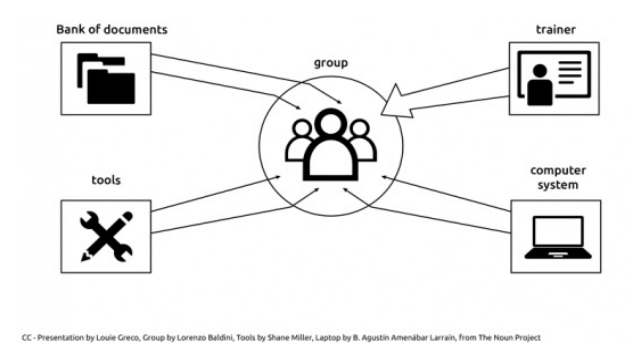 Bank of documents
trainer
group
tools
computer
system
CC - Presentation by Louie Greco, Group by Lorenzo Baldini, Tools by Shane Miller, Laptop by B. Agustín Amenábar Larraín, from The Noun Project